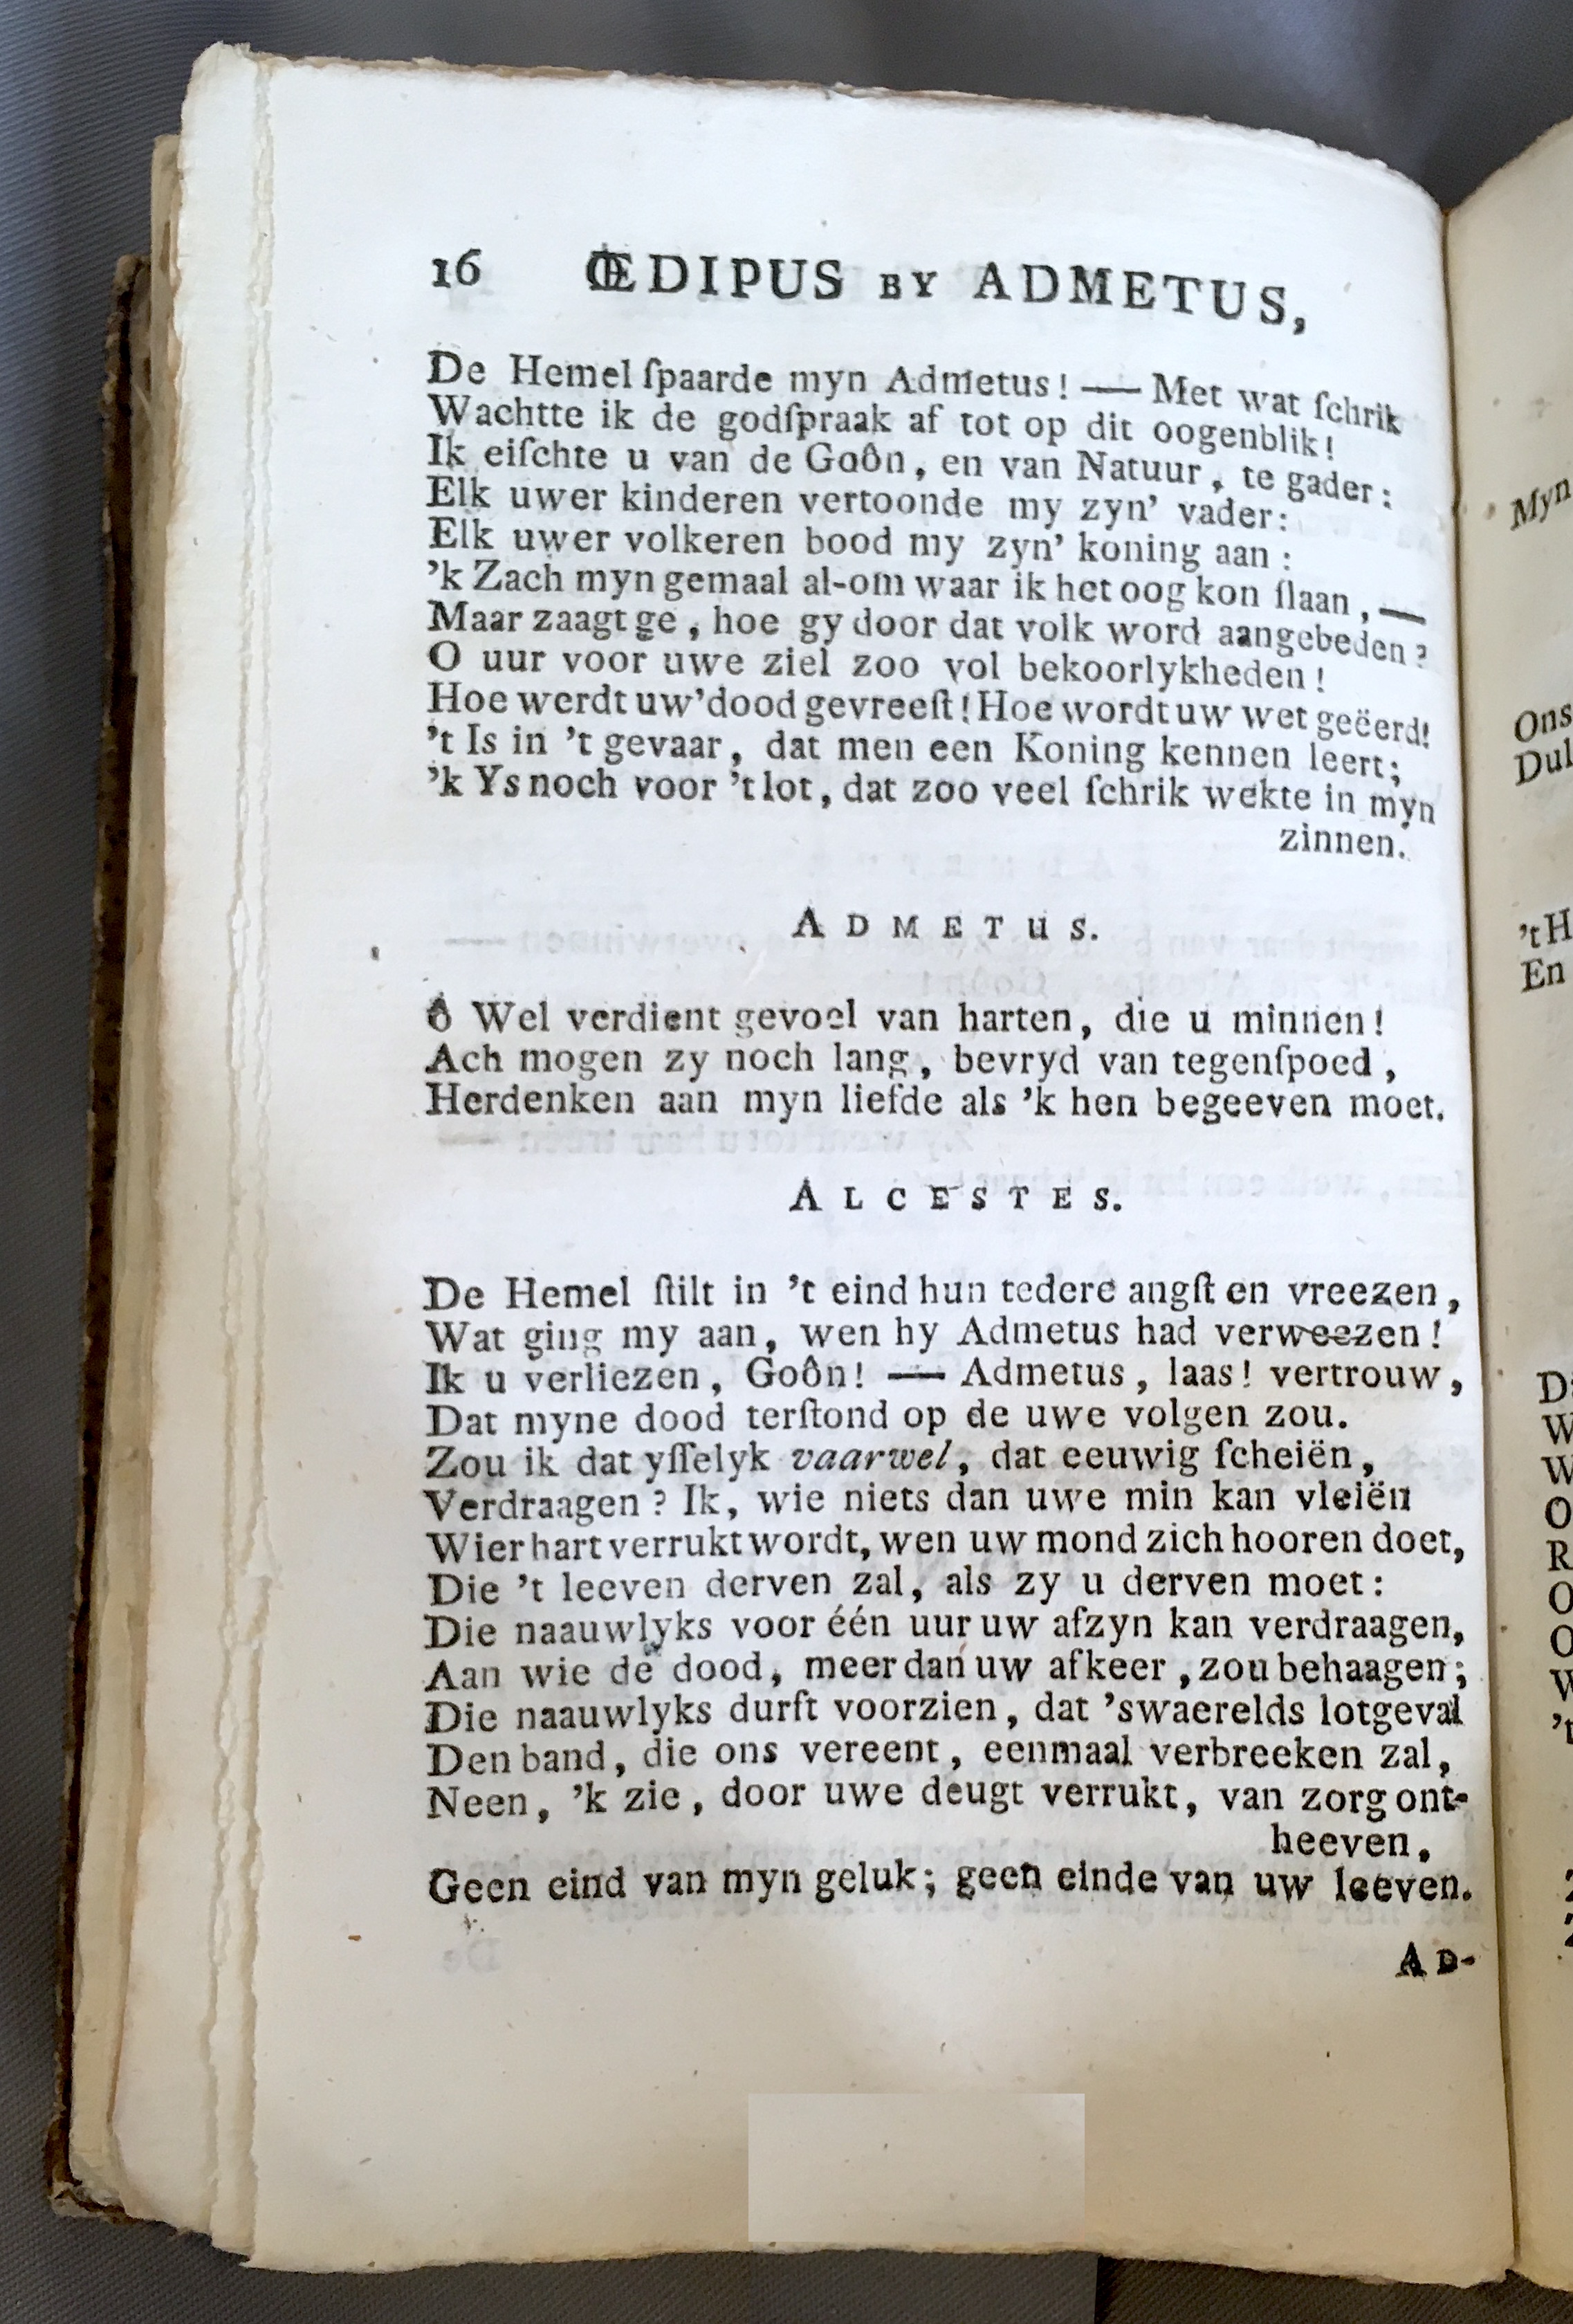 16 ŒDIPUS BY ADMETUS,
De Hemel ſpaarde myn Admetus! — Met wat ſchrik
Wachtte ik de godſpraak af tot op dit oogenblik!
Ik eiſchte u van de Goôn, en van Natuur, te gader:
Elk uwer kinderen vertoonde my zyn' vader:
Elk uwer volkeren bood my zyn' koning aan:
'k Zach myn gemaal al-om waar ik het oog kon ſlaan, —
Maar zaagt ge, hoe gy door dat volk word aangebeden?
O uur voor uwe ziel zoo vol bekoorlykheden!
Hoe werdt uw' dood gevreeſt! Hoe wordt uw wet geëerd!
't Is in 't gevaar, dat men een Koning kennen leert;
'k Ys noch voor 't lot, dat zoo veel ſchrik wekte in myn
zinnen.
ADMETUS.
ô Wel verdient gevoel van harten, die u minnen!
Ach mogen zy noch lang, bevryd van tegenſpoed,
Herdenken aan myn liefde als 'k hen begeeven moet.
ALCESTES.
De Hemel ſtilt in 't eind hun tedere angſt en vreezen,
Wat ging my aan, wen hy Admetus had verweezen!
Ik u verliezen, Goôn! — Admetus, laas! vertrouw,
Dat myne dood terſtond op de uwe volgen zou.
Zou ik dat yſſelyk vaarwel, dat eeuwig ſcheiën,
Verdraagen? Ik, wie niets dan uwe min kan vleiën
Wier hart verrukt wordt, wen uw mond zich hooren doet,
Die 't leeven derven zal, als zy u derven moet:
Die naauwlyks voor één uur uw afzyn kan verdraagen,
Aan wie de dood, meer dan uw afkeer, zou behaagen;
Die naauwlyks durft voorzien, dat 's waerelds lotgeval
Den band, die ons vereent, eenmaal verbreeken zal,
Neen, 'k zie, door uwe deugt verrukt, van zorg ont-
heeven,
Geen eind van myn geluk; geen einde van uw leeven.
AD-
Myn
Ons
Dul
't H
En